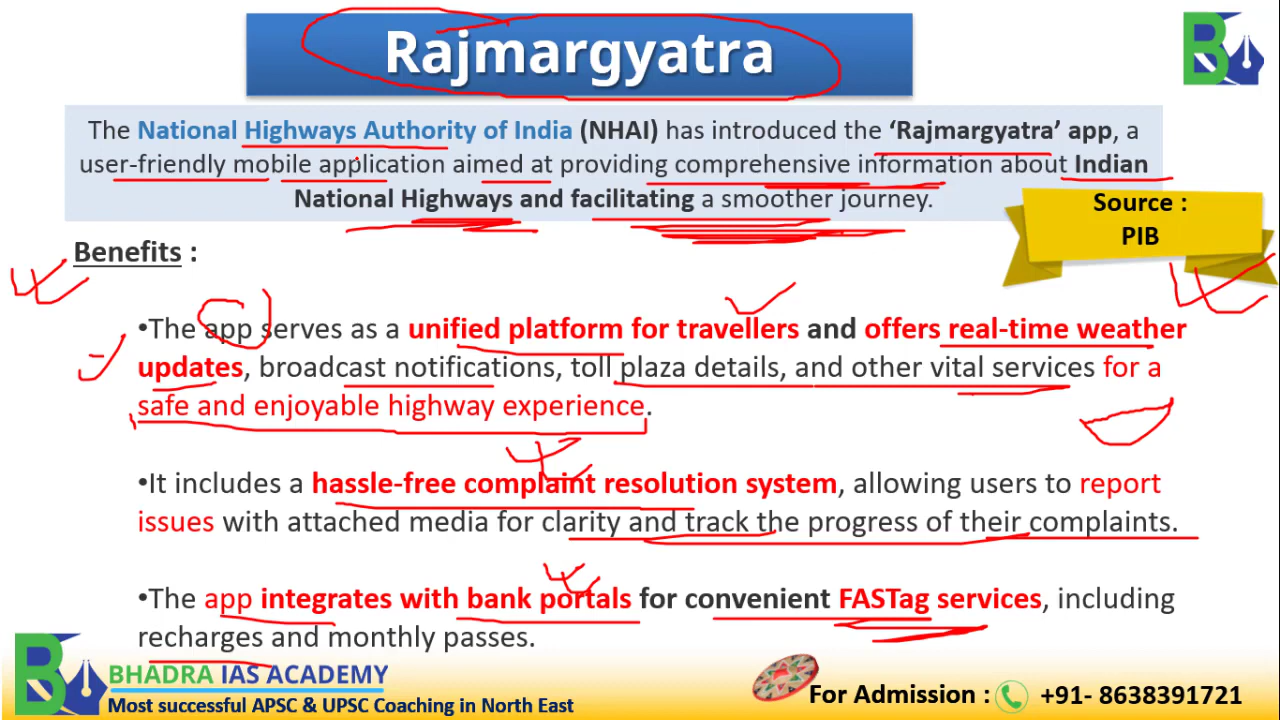 Rajmargyatra
The National Highways Authority of India (NHAI) has introduced the ‘Rajmargyatra’ app, a
user-friendly mobile application aimed at providing comprehensive information about Indian
National Highways and facilitating a smoother journey.
Source :
PIB
Benefits :
•The app serves as a unified platform for travellers and offers real-time weather
updates, broadcast notifications, toll plaza details, and other vital services for a
safe and enjoyable highway experience.
•It includes a hassle-free complaint resolution system, allowing users to report
issues with attached media for clarity and track the progress of their complaints.
•The app integrates with bank portals for convenient FASTag services, including
recharges and monthly passes.
BHADRA IAS ACADEMY
Most successful APSC & UPSC Coaching in North East
For Admission : +91- 8638391721